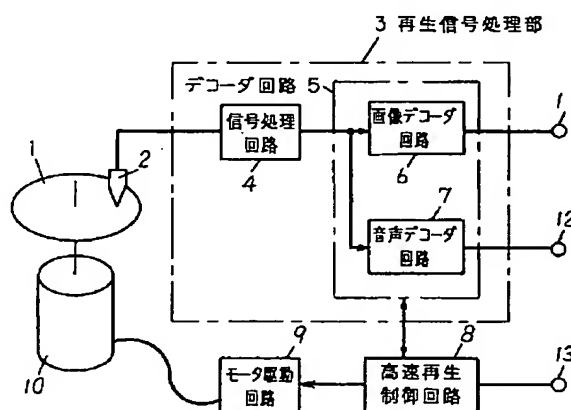 3 再生信号処理部
デコーダ回路 5
信号処理
回路
4
画像デコーダ
回路
6
1
1
2
7
音声デコーダ
回路
12
9
モータ駆動
回路
8
高速再生
制御回路
13
10